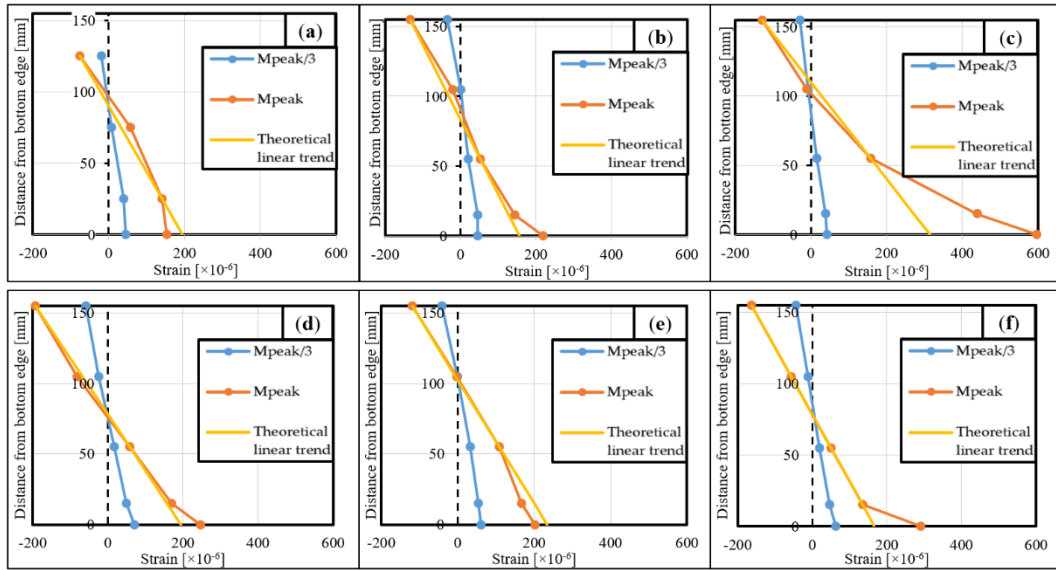 Distance from bottom edge [mm]
150
100
50
0
(a)
Mpeak/3
Mpeak
Theoretical
linear trend
-200
0
200
400
600
Strain [×10⁻⁶]
Distance from bottom edge [mm]
150
100
50
0
(b)
Mpeak/3
Mpeak
Theoretical
linear trend
-200
0
200
400
600
Strain [×10⁻⁶]
Distance from bottom edge [mm]
150
100
50
0
(c)
Mpeak/3
Mpeak
Theoretical
linear trend
-200
0
200
400
600
Strain [×10⁻⁶]
Distance from bottom edge [mm]
150
100
50
0
(d)
Mpeak/3
Mpeak
Theoretical
linear trend
-200
0
200
400
600
Strain [×10⁻⁶]
Distance from bottom edge [mm]
150
100
50
0
(e)
Mpeak/3
Mpeak
Theoretical
linear trend
-200
0
200
400
600
Strain [×10⁻⁶]
Distance from bottom edge [mm]
150
100
50
0
(f)
Mpeak/3
Mpeak
Theoretical
linear trend
-200
0
200
400
600
Strain [×10⁻⁶]